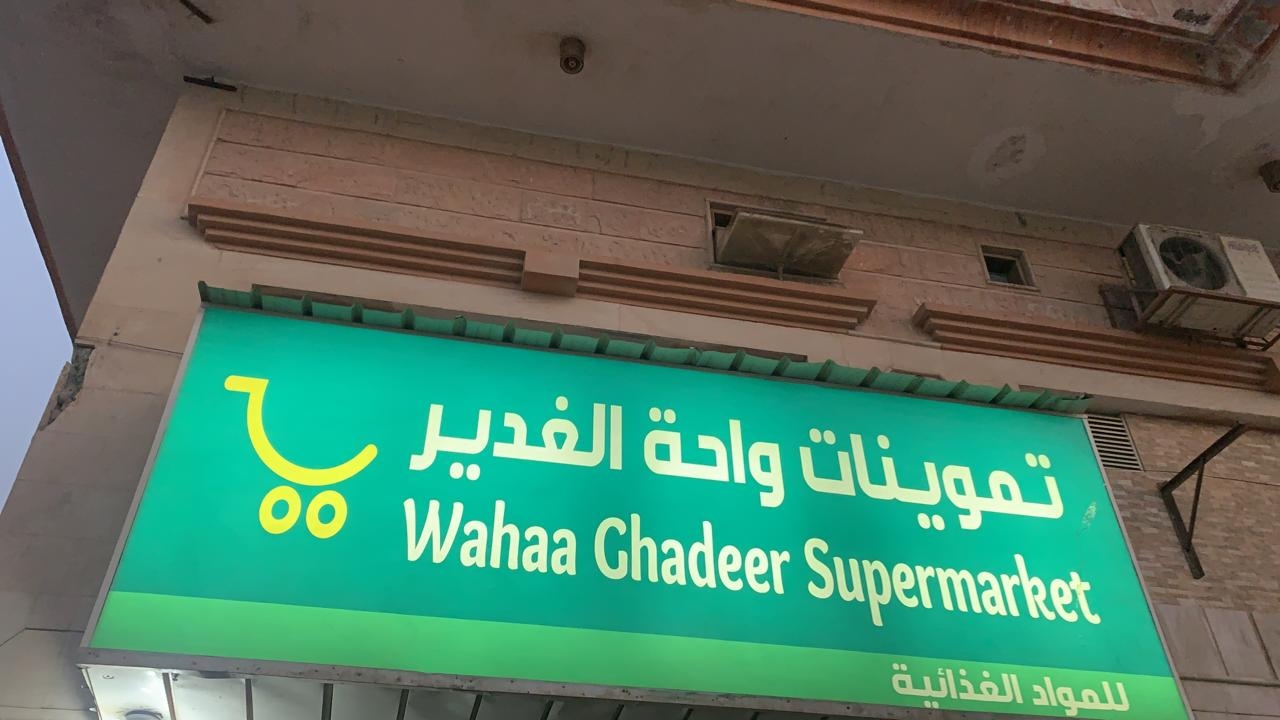 تموينات واحة الغدير
Wahaa Ghadeer Supermarket
للمواد الغذائية